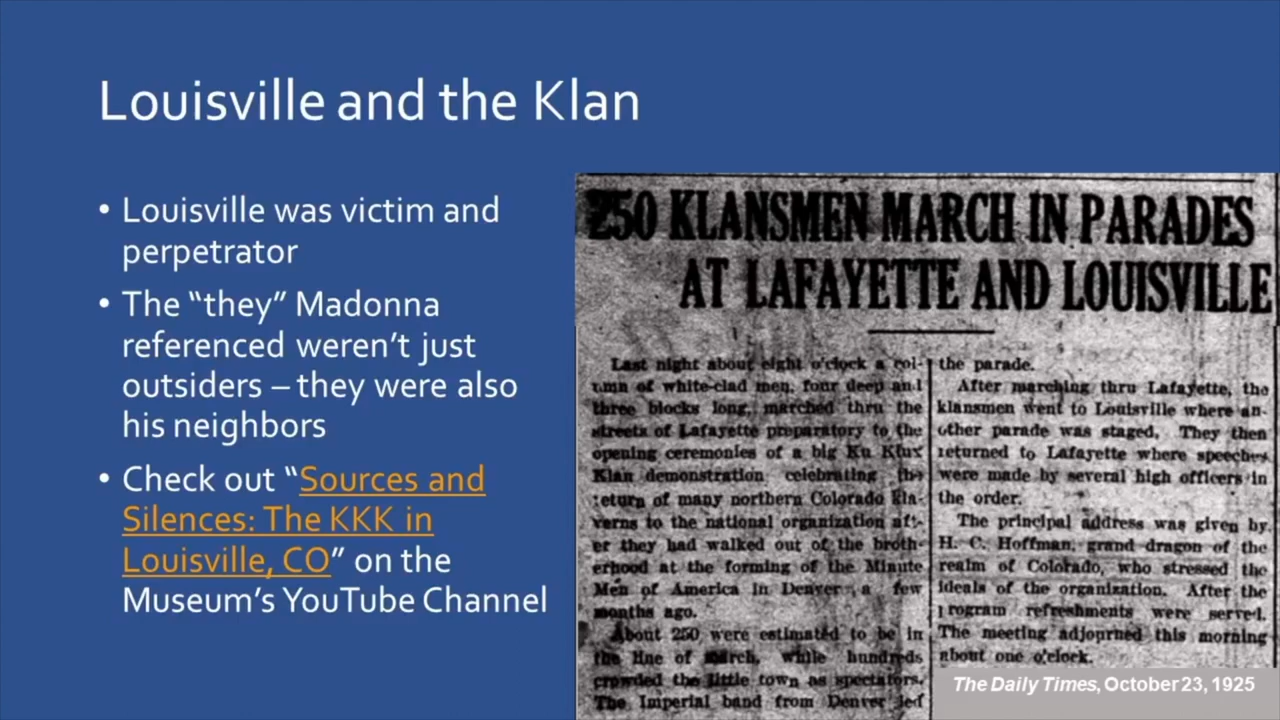 Louisville and the Klan
• Louisville was victim and
perpetrator
• The “they” Madonna
referenced weren’t just
outsiders – they were also
his neighbors
• Check out “Sources and
Silences: The KKK in
Louisville, CO” on the
Museum’s YouTube Channel
250 KLANSMEN MARCH IN PARADES
AT LAFAYETTE AND LOUISVILLE
Last night about eight o'clock a col-
umn of white-clad men, four deep and
three blocks long, marched thru the
streets of Lafayette preparatory to the
opening ceremonies of a big Ku Klux
Klan demonstration celebrating the
return of many northern Colorado kla-
verns to the national organization aft-
er they had walked out of the broth-
erhood at the forming of the Minute
Men of America in Denver a few
months ago.
About 250 were estimated to be in
the line of march, while hundreds
crowded the little town as spectators.
The Imperial band from Denver led
the parade.
After marching thru Lafayette, the
klansmen went to Louisville where an-
other parade was staged. They then
returned to Lafayette where speeches
were made by several high officers in
the order.
The principal address was given by
H. C. Hoffman, grand dragon of the
realm of Colorado, who stressed the
ideals of the organization. After the
program refreshments were served.
The meeting adjourned this morning
about one o'clock.
The Daily Times, October 23, 1925